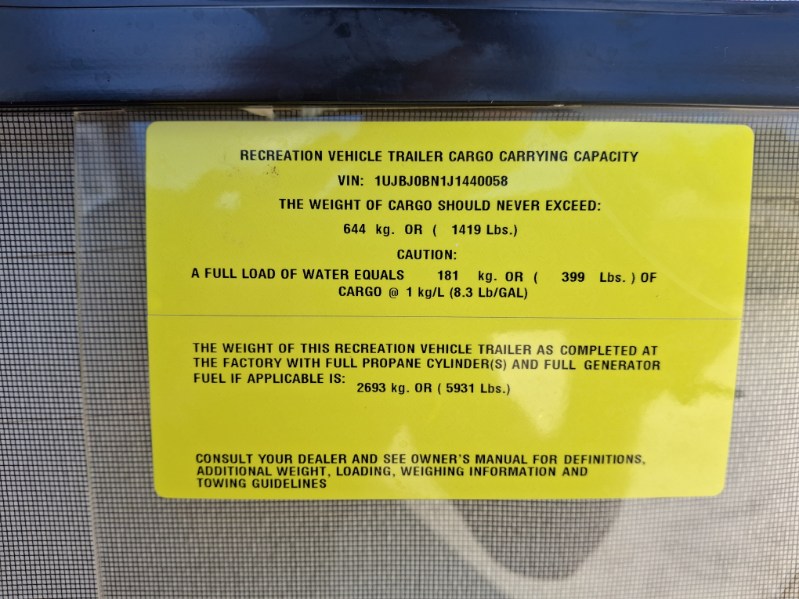 RECREATION VEHICLE TRAILER CARGO CARRYING CAPACITY
VIN: 1UJBJ0BN1J1440058
THE WEIGHT OF CARGO SHOULD NEVER EXCEED:
644 kg. OR ( 1419 Lbs.)
CAUTION:
A FULL LOAD OF WATER EQUALS 181 kg. OR ( 399 Lbs. ) OF
CARGO @ 1 kg/L (8.3 Lb/GAL)
THE WEIGHT OF THIS RECREATION VEHICLE TRAILER AS COMPLETED AT
THE FACTORY WITH FULL PROPANE CYLINDER(S) AND FULL GENERATOR
FUEL IF APPLICABLE IS:
2693 kg. OR ( 5931 Lbs.)
CONSULT YOUR DEALER AND SEE OWNER'S MANUAL FOR DEFINITIONS,
ADDITIONAL WEIGHT, LOADING, WEIGHING INFORMATION AND
TOWING GUIDELINES